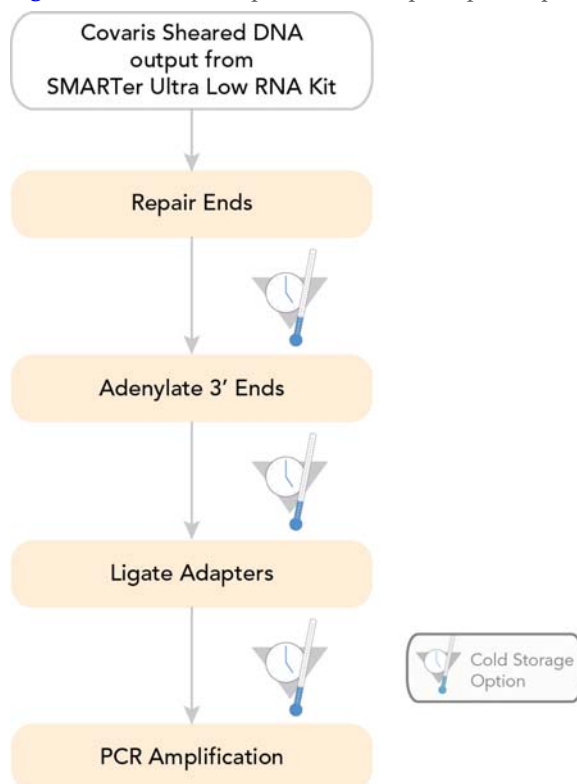 Covaris Sheared DNA
output from
SMARTer Ultra Low RNA Kit
Repair Ends
Adenylate 3’ Ends
Ligate Adapters
Cold Storage
Option
PCR Amplification